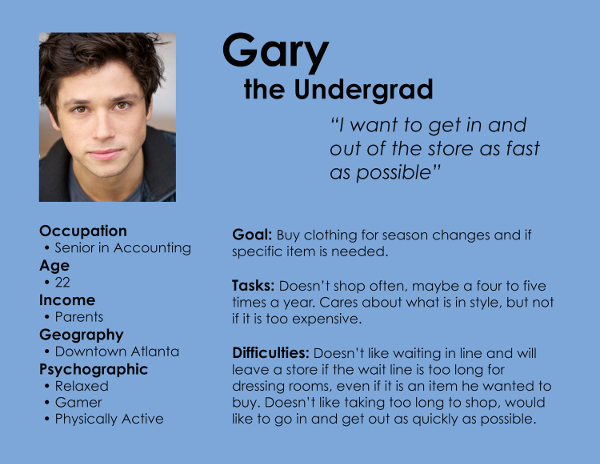 Gary
the Undergrad
“I want to get in and
out of the store as fast
as possible”
Occupation
• Senior in Accounting
Age
• 22
Income
• Parents
Geography
• Downtown Atlanta
Psychographic
• Relaxed
• Gamer
• Physically Active
Goal: Buy clothing for season changes and if
specific item is needed.
Tasks: Doesn’t shop often, maybe a four to five
times a year. Cares about what is in style, but not
if it is too expensive.
Difficulties: Doesn’t like waiting in line and will
leave a store if the wait line is too long for
dressing rooms, even if it is an item he wanted to
buy. Doesn’t like taking too long to shop, would
like to go in and get out as quickly as possible.